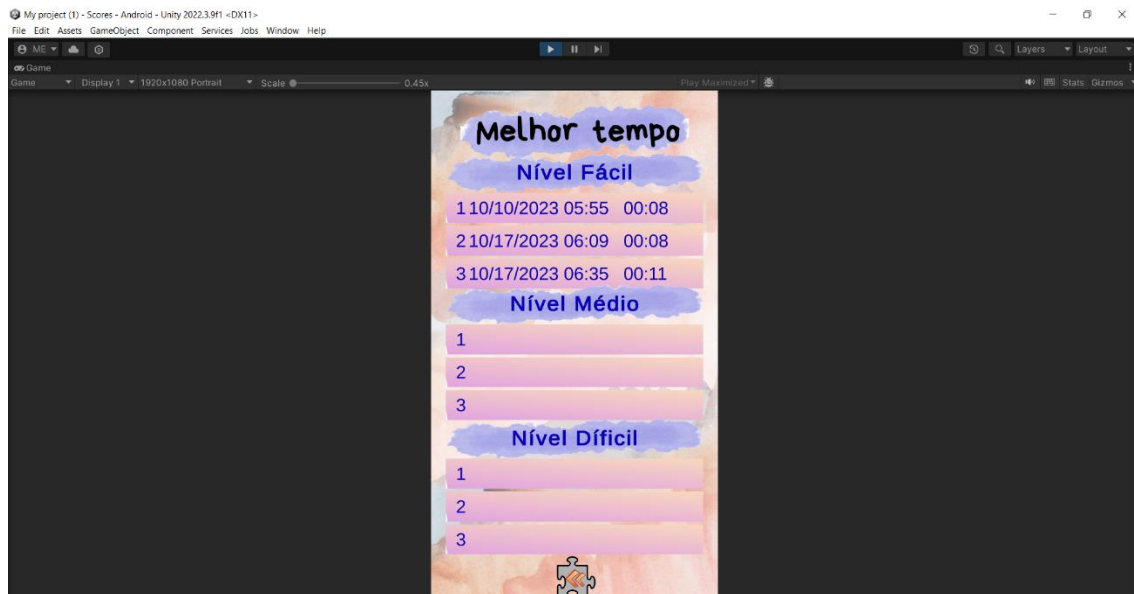 My project (1) - Scores - Android - Unity 2022.3.9f1 <DX11>
File Edit Assets GameObject Component Services Jobs Window Help
ME Layers Layout
Game
Game Display 1 1920x1080 Portrait Scale 0.45x Play Maximized Stats Gizmos
Melhor tempo
Nível Fácil
1 10/10/2023 05:55 00:08
2 10/17/2023 06:09 00:08
3 10/17/2023 06:35 00:11
Nível Médio
1
2
3
Nível Díficil
1
2
3